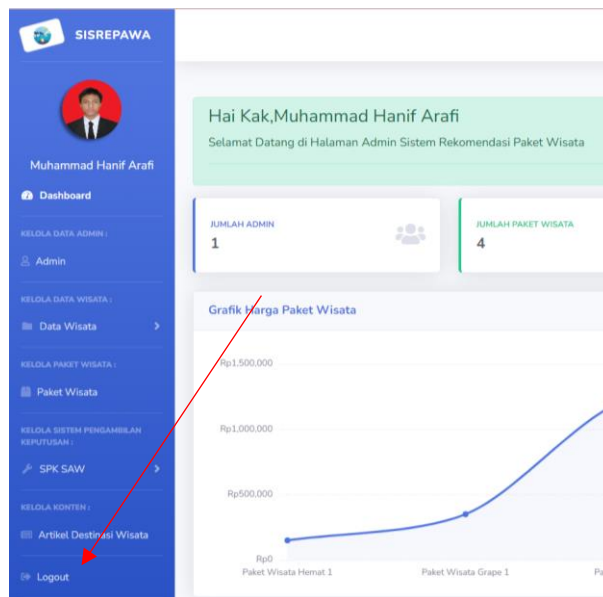 SISREPAWA
Muhammad Hanif Arafi
Dashboard
KELOLA DATA ADMIN :
Admin
KELOLA DATA WISATA :
Data Wisata
KELOLA PAKET WISATA :
Paket Wisata
KELOLA SISTEM PENGAMBILAN
KEPUTUSAN :
SPK SAW
KELOLA KONTEN :
Artikel Destinasi Wisata
Logout
Hai Kak,Muhammad Hanif Arafi
Selamat Datang di Halaman Admin Sistem Rekomendasi Paket Wisata
JUMLAH ADMIN
1
JUMLAH PAKET WISATA
4
Grafik Harga Paket Wisata
Rp1,500,000
Rp1,000,000
Rp500,000
Rp0
Paket Wisata Hemat 1
Paket Wisata Grape 1